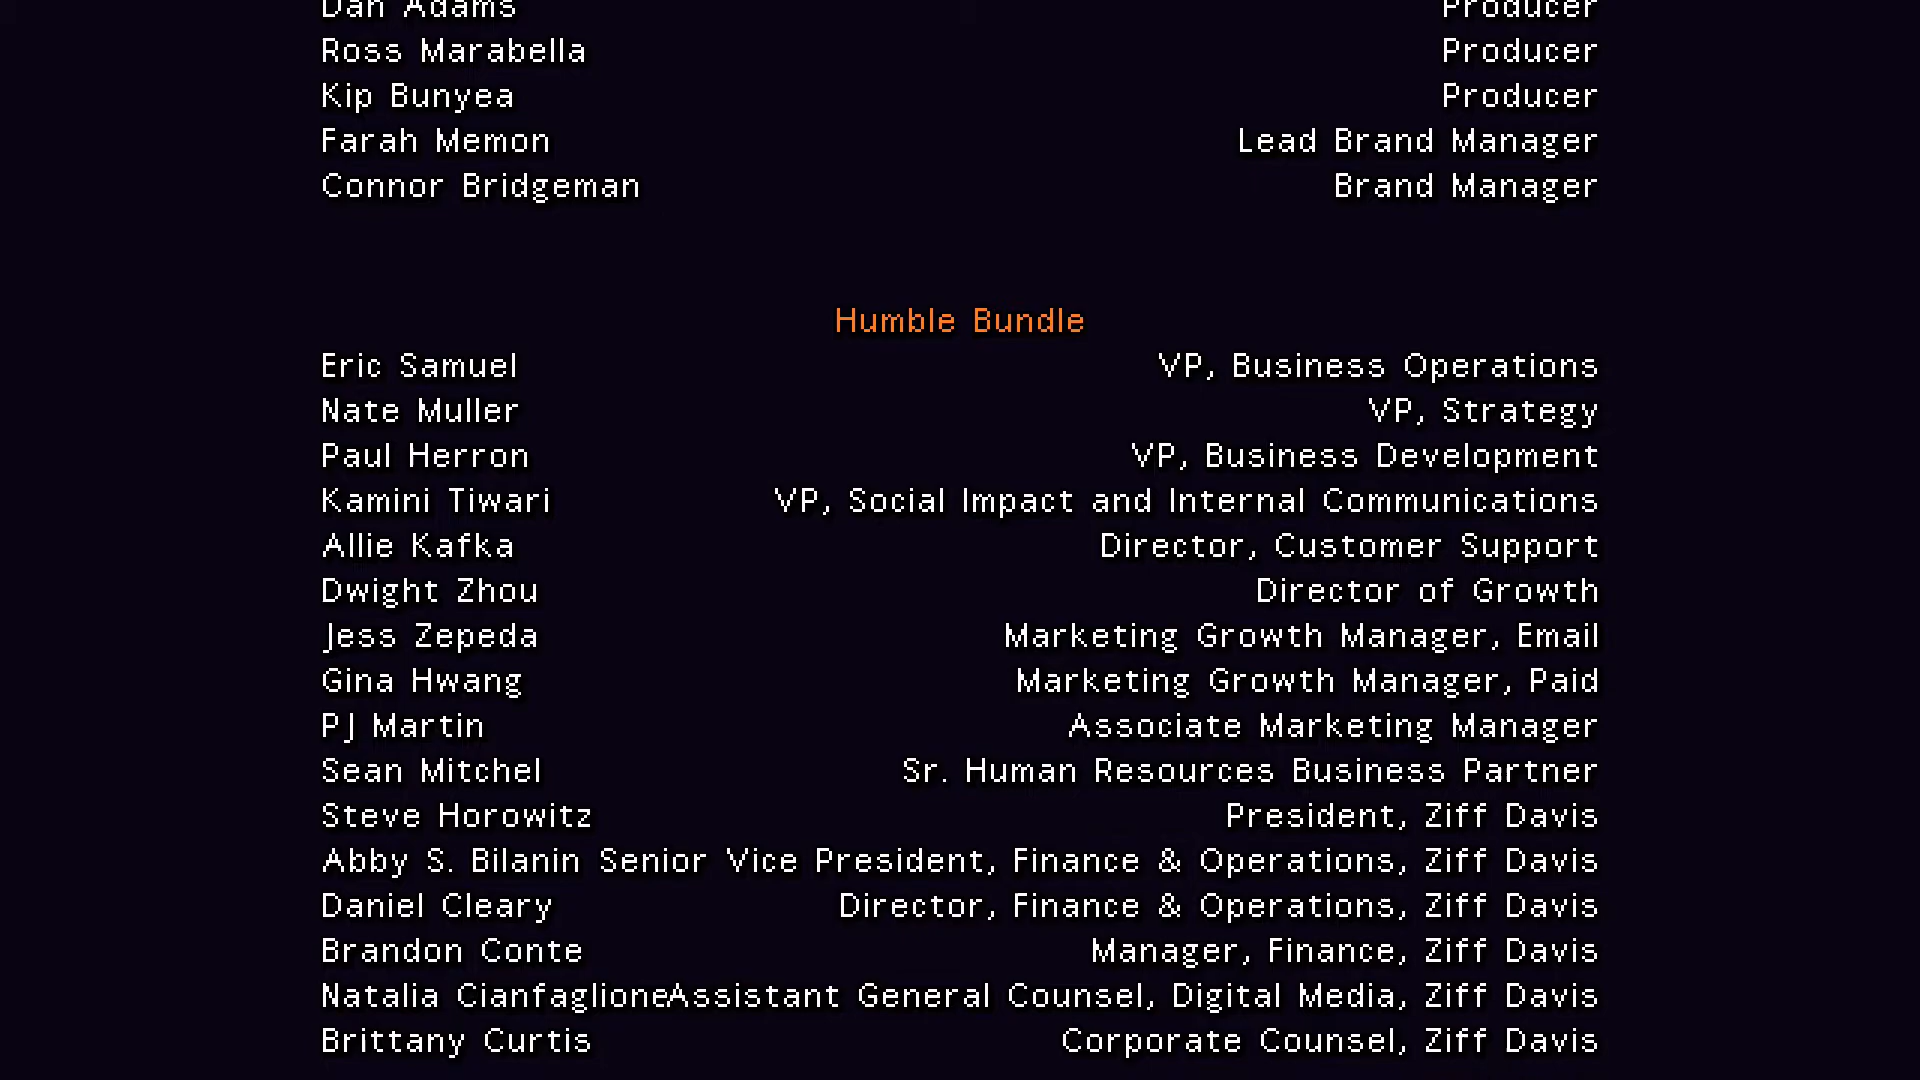 Dan Adams Producer
Ross Marabella Producer
Kip Bunyea Producer
Farah Memon Lead Brand Manager
Connor Bridgeman Brand Manager
Humble Bundle
Eric Samuel VP, Business Operations
Nate Muller VP, Strategy
Paul Herron VP, Business Development
Kamini Tiwari VP, Social Impact and Internal Communications
Allie Kafka Director, Customer Support
Dwight Zhou Director of Growth
Jess Zepeda Marketing Growth Manager, Email
Gina Hwang Marketing Growth Manager, Paid
PJ Martin Associate Marketing Manager
Sean Mitchel Sr. Human Resources Business Partner
Steve Horowitz President, Ziff Davis
Abby S. Bilanin Senior Vice President, Finance & Operations, Ziff Davis
Daniel Cleary Director, Finance & Operations, Ziff Davis
Brandon Conte Manager, Finance, Ziff Davis
Natalia Cianfaglione Assistant General Counsel, Digital Media, Ziff Davis
Brittany Curtis Corporate Counsel, Ziff Davis